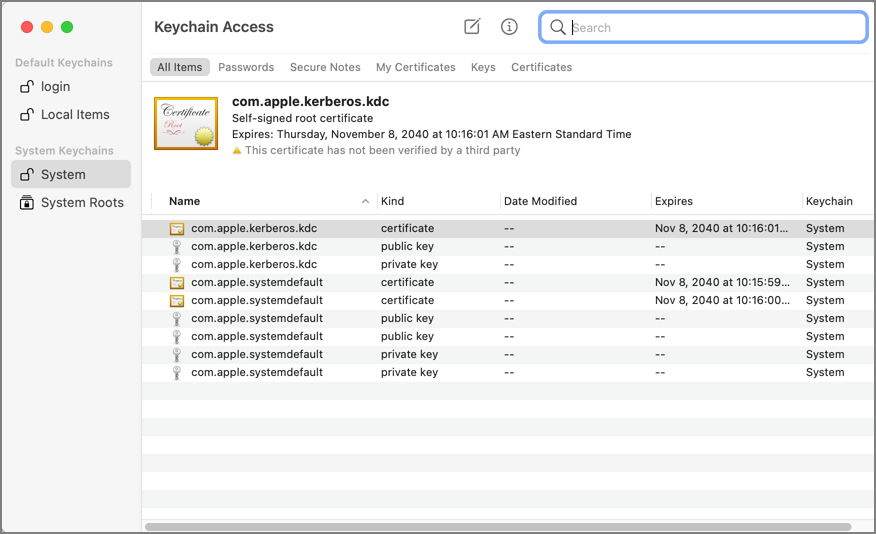 Keychain Access
Search
Default Keychains
login
Local Items
System Keychains
System
System Roots
All Items Passwords Secure Notes My Certificates Keys Certificates
Certificate
Root
com.apple.kerberos.kdc
Self-signed root certificate
Expires: Thursday, November 8, 2040 at 10:16:01 AM Eastern Standard Time
This certificate has not been verified by a third party
Name Kind Date Modified Expires Keychain
com.apple.kerberos.kdc certificate -- Nov 8, 2040 at 10:16:01... System
com.apple.kerberos.kdc public key -- -- System
com.apple.kerberos.kdc private key -- -- System
com.apple.systemdefault certificate -- Nov 8, 2040 at 10:15:59... System
com.apple.systemdefault certificate -- Nov 8, 2040 at 10:16:00... System
com.apple.systemdefault public key -- -- System
com.apple.systemdefault public key -- -- System
com.apple.systemdefault private key -- -- System
com.apple.systemdefault private key -- -- System